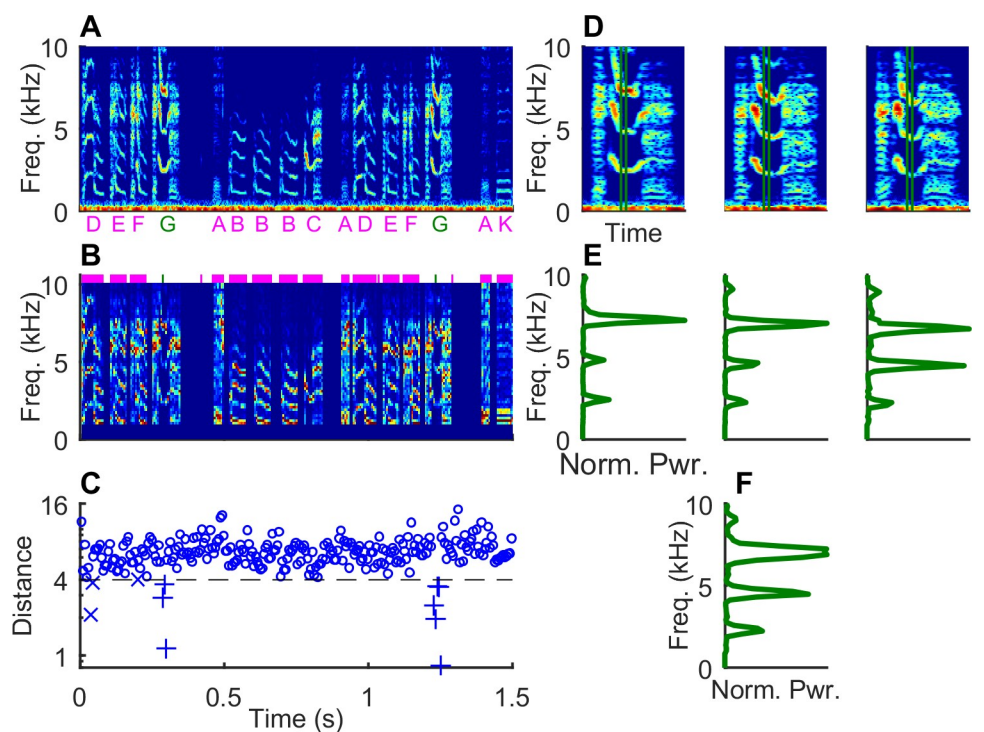 A
10
5
0
Freq. (kHz)
D E F G A B B B C A D E F G A K
B
10
5
0
Freq. (kHz)
C
16
4
1
Distance
0 0.5 1 1.5
Time (s)
D
10
5
0
Freq. (kHz)
Time
E
10
5
0
Freq. (kHz)
Norm. Pwr.
F
10
5
0
Freq. (kHz)
Norm. Pwr.